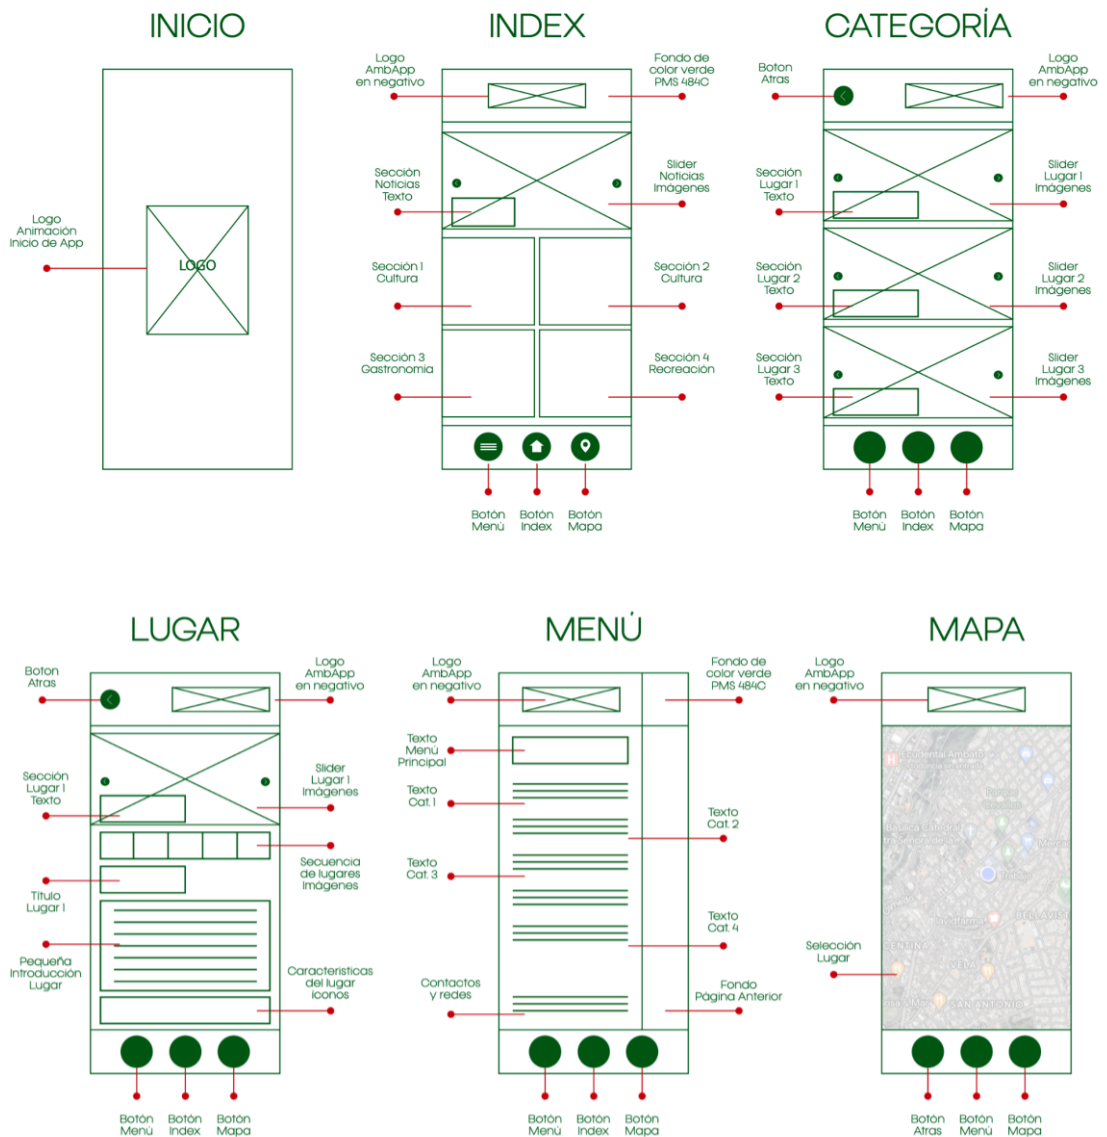 INICIO
Logo
Animación
Inicio de App
LOGO
INDEX
Logo
AmbApp
en negativo
Fondo de
color verde
PMS 484C
Sección
Noticias
Texto
Slider
Noticias
Imágenes
Sección 1
Cultura
Sección 2
Cultura
Sección 3
Gastronomía
Sección 4
Recreación
Botón
Menú
Botón
Index
Botón
Mapa
CATEGORÍA
Boton
Atras
Logo
AmbApp
en negativo
Sección
Lugar 1
Texto
Slider
Lugar 1
Imágenes
Sección
Lugar 2
Texto
Slider
Lugar 2
Imágenes
Sección
Lugar 3
Texto
Slider
Lugar 3
Imágenes
Botón
Menú
Botón
Index
Botón
Mapa
LUGAR
Boton
Atras
Logo
AmbApp
en negativo
Sección
Lugar 1
Texto
Slider
Lugar 1
Imágenes
Secuencia
de lugares
Imágenes
Titulo
Lugar 1
Pequeña
Introducción
Lugar
Caracteristicas
del lugar
íconos
Botón
Menú
Botón
Index
Botón
Mapa
MENÚ
Logo
AmbApp
en negativo
Fondo de
color verde
PMS 484C
Texto
Menú
Principal
Texto
Cat. 1
Texto
Cat. 2
Texto
Cat. 3
Texto
Cat. 4
Contactos
y redes
Fondo
Página Anterior
Botón
Menú
Botón
Index
Botón
Mapa
MAPA
Logo
AmbApp
en negativo
BELLAVIST
CENTINA
VELA
SAN ANTONIO
Selección
Lugar
Botón
Atras
Botón
Menú
Botón
Mapa